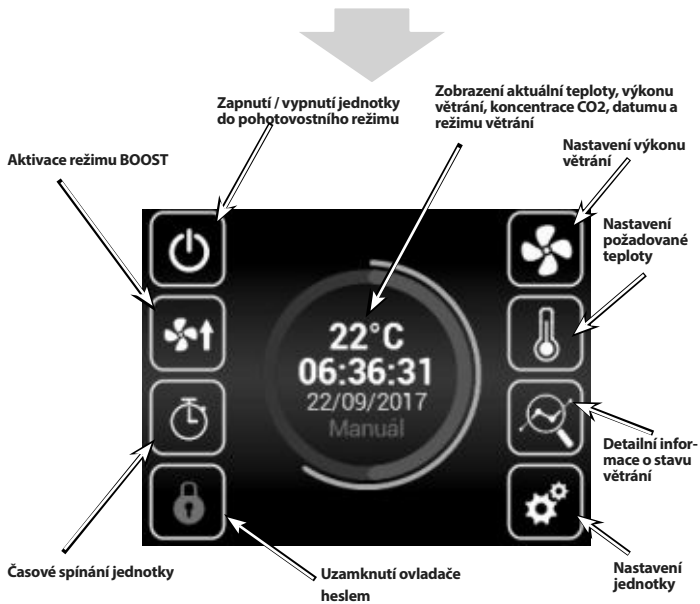 Zapnutí / vypnutí jednotky
do pohotovostního režimu
Zobrazení aktuální teploty, výkonu
větrání, koncentrace CO2, datumu a
režimu větrání
Aktivace režimu BOOST
Nastavení výkonu
větrání
Nastavení
požadované
teploty
22°C
06:36:31
22/09/2017
Manuál
Detailní infor-
mace o stavu
větrání
Časové spínání jednotky
Uzamknutí ovladače
heslem
Nastavení
jednotky